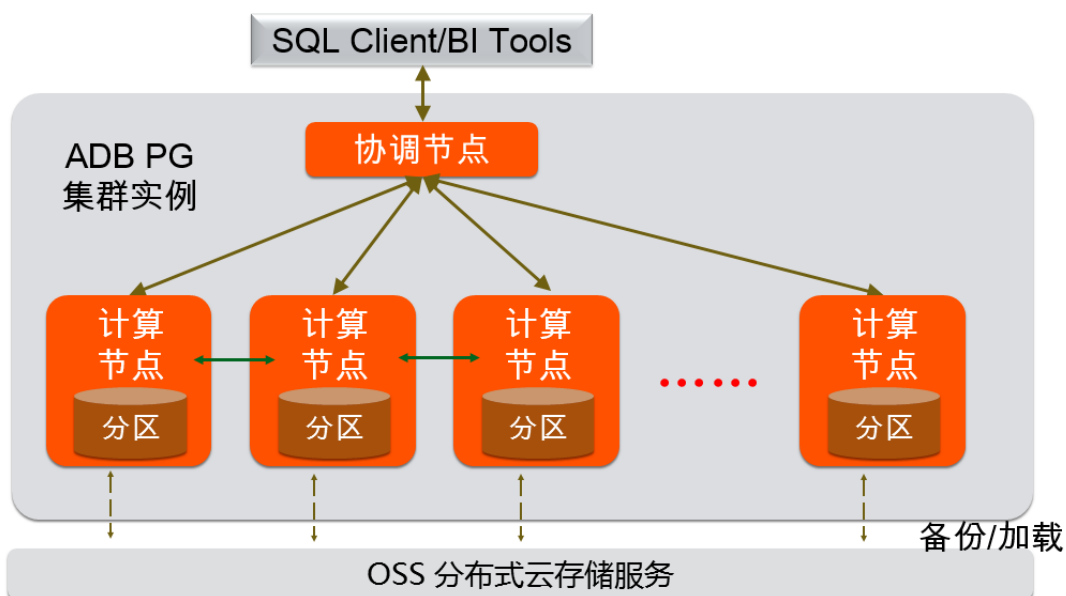 SQL Client/BI Tools
协调节点
ADB PG
集群实例
计算
节点
分区
计算
节点
分区
计算
节点
分区
······
计算
节点
分区
备份/加载
OSS 分布式云存储服务